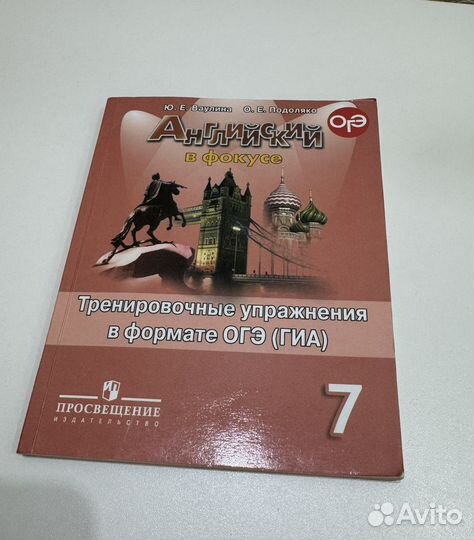 Ю. Е. Ваулина О. Е. Подоляко
ОГЭ
Английский
в фокусе
Тренировочные упражнения
в формате ОГЭ (ГИА)
7
ПРОСВЕЩЕНИЕ
ИЗДАТЕЛЬСТВО
Avito